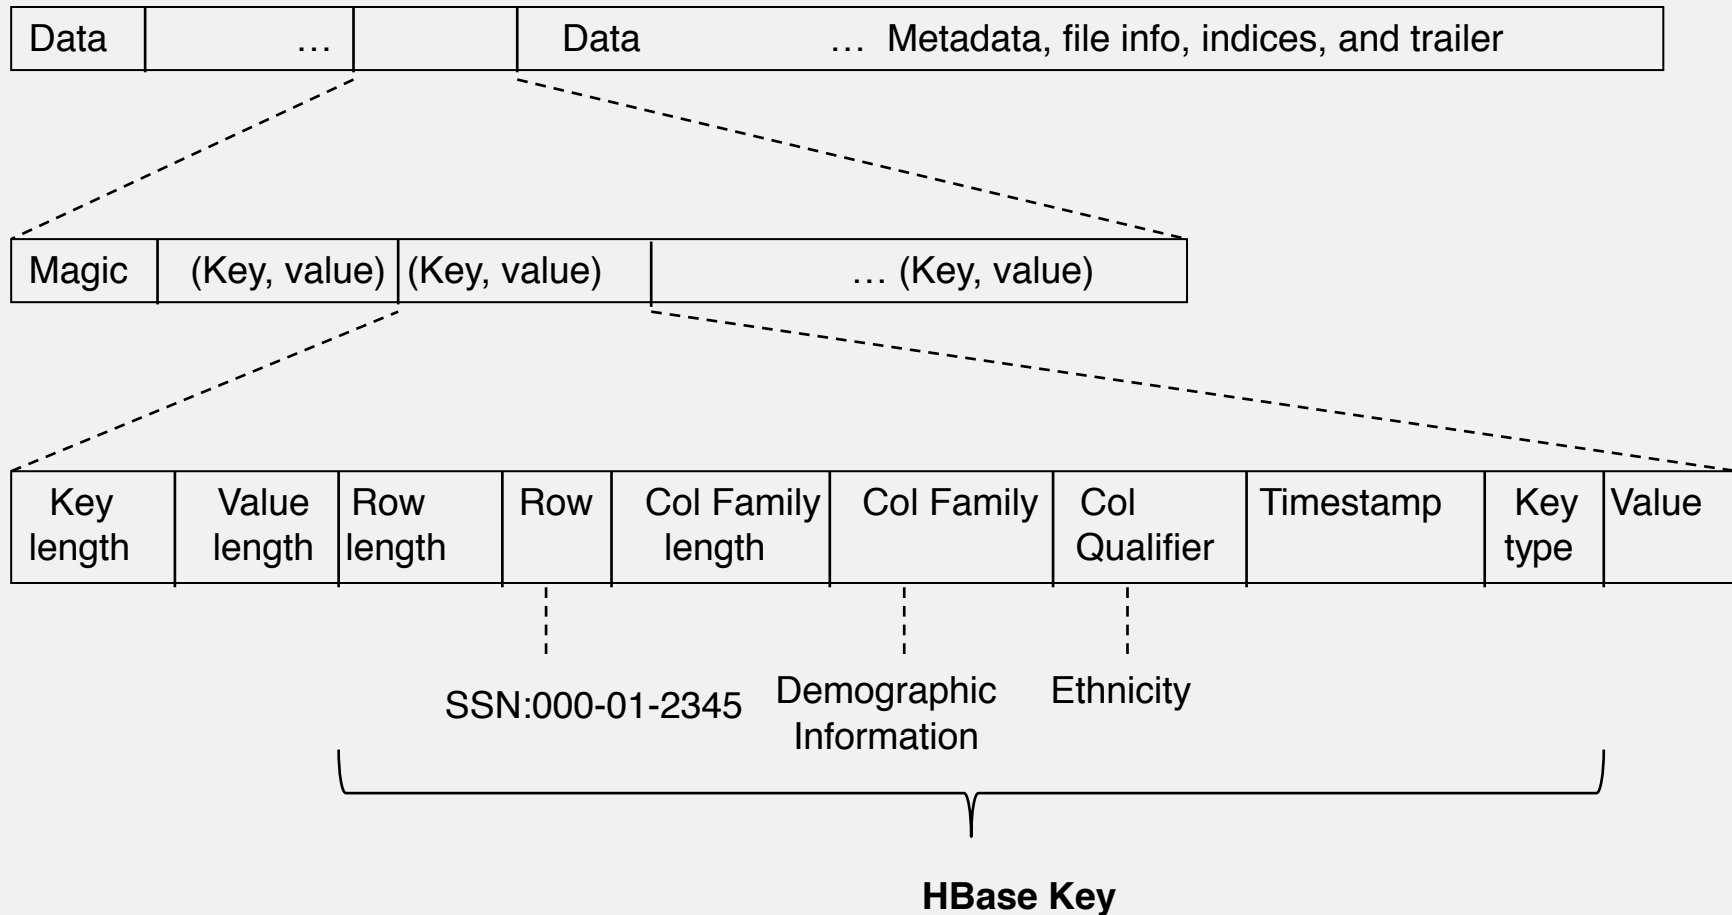 Data … Data … Metadata, file info, indices, and trailer
Magic (Key, value) (Key, value) … (Key, value)
Key Value Row Row Col Family Col Family Col Timestamp Key Value
length length length length Qualifier type
SSN:000-01-2345 Demographic Ethnicity
Information
HBase Key